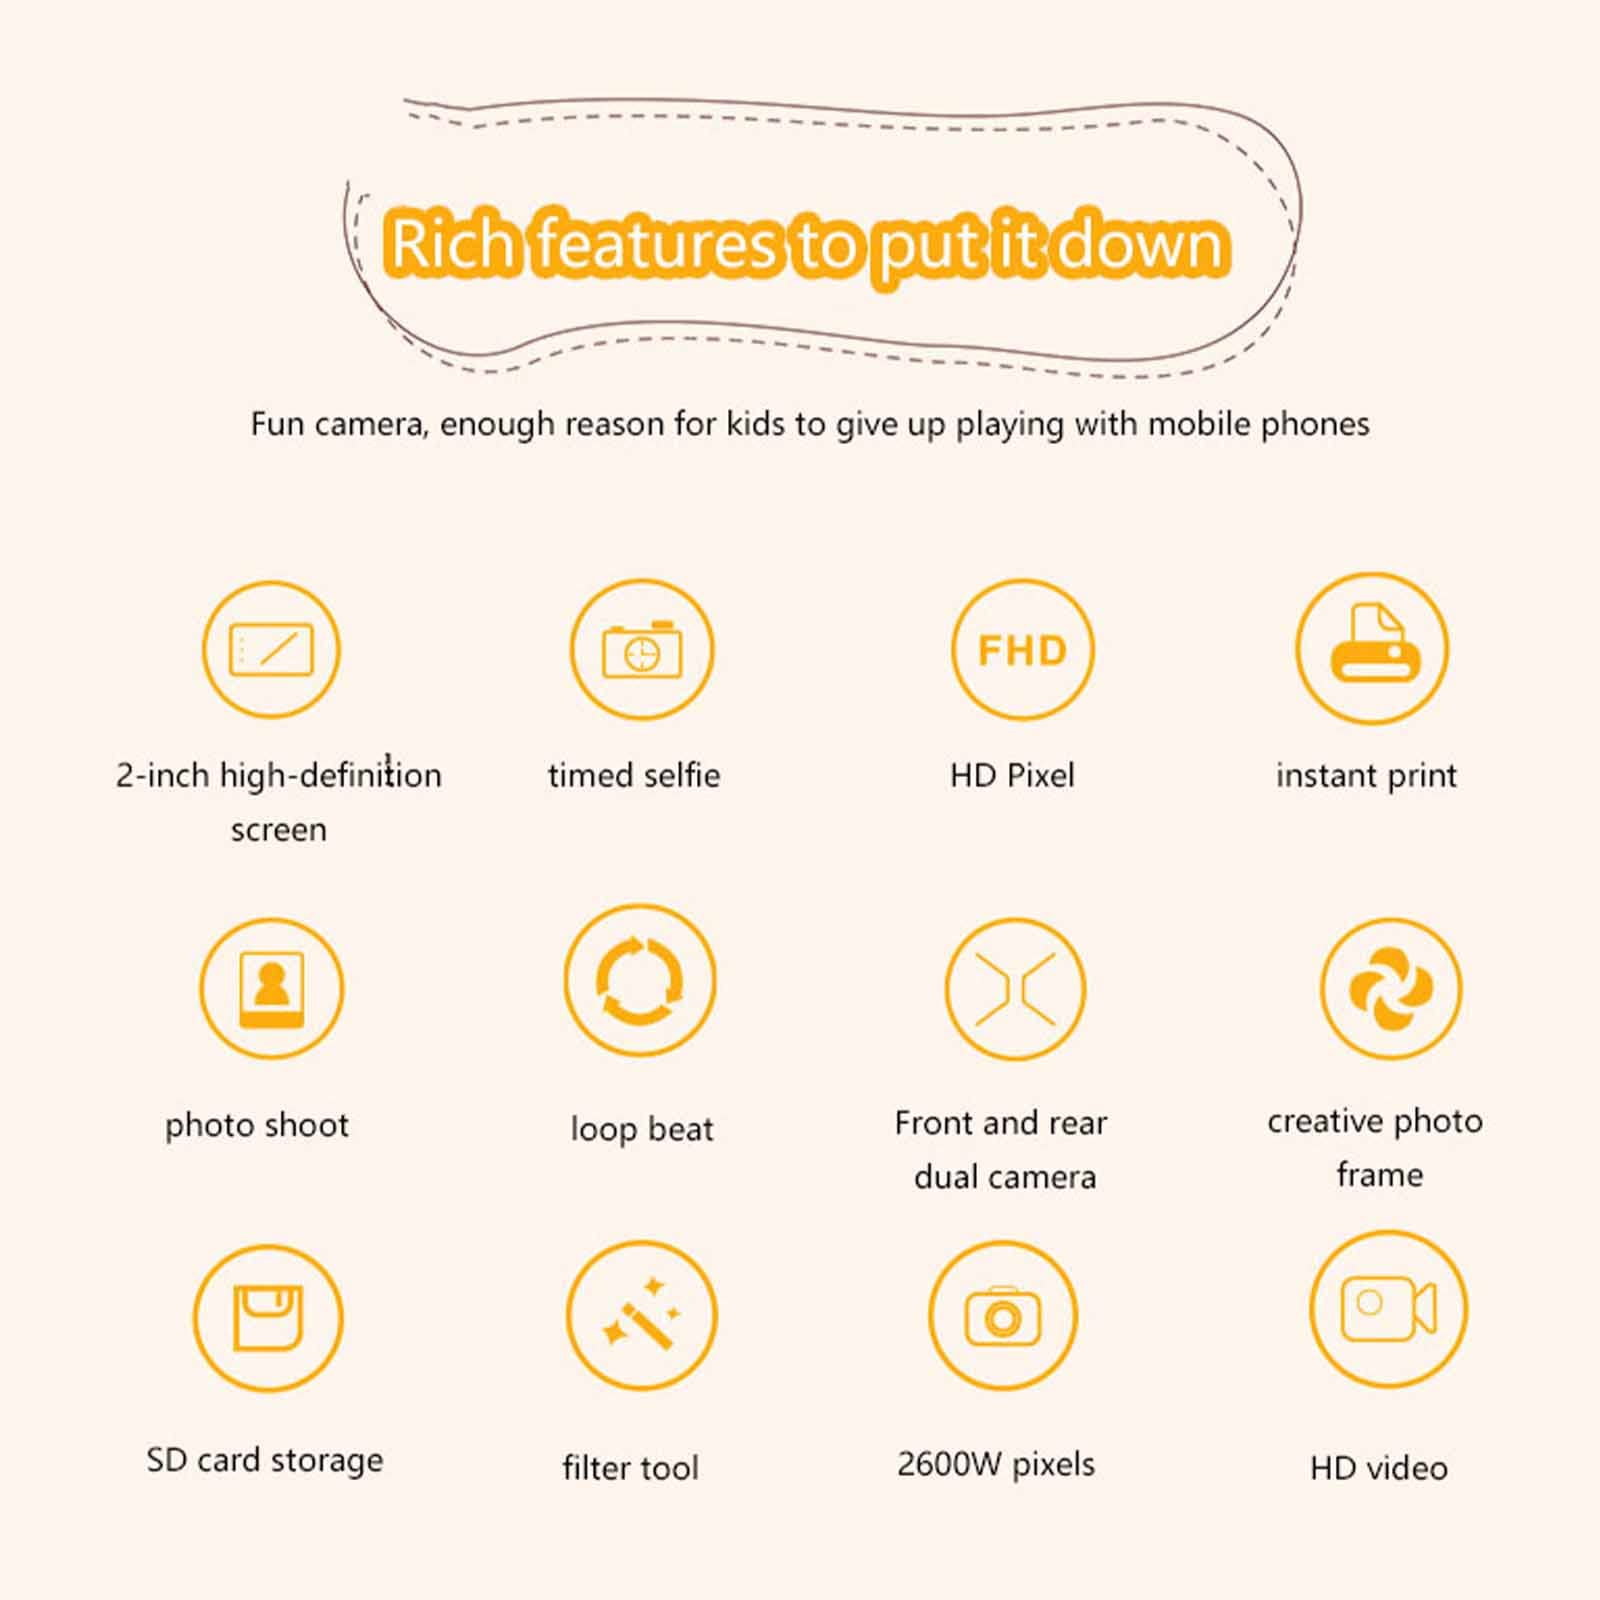 Rich features to put it down
Fun camera, enough reason for kids to give up playing with mobile phones
FHD
2-inch high-definition
screen
timed selfie
HD Pixel
instant print
photo shoot
loop beat
Front and rear
dual camera
creative photo
frame
SD card storage
filter tool
2600W pixels
HD video